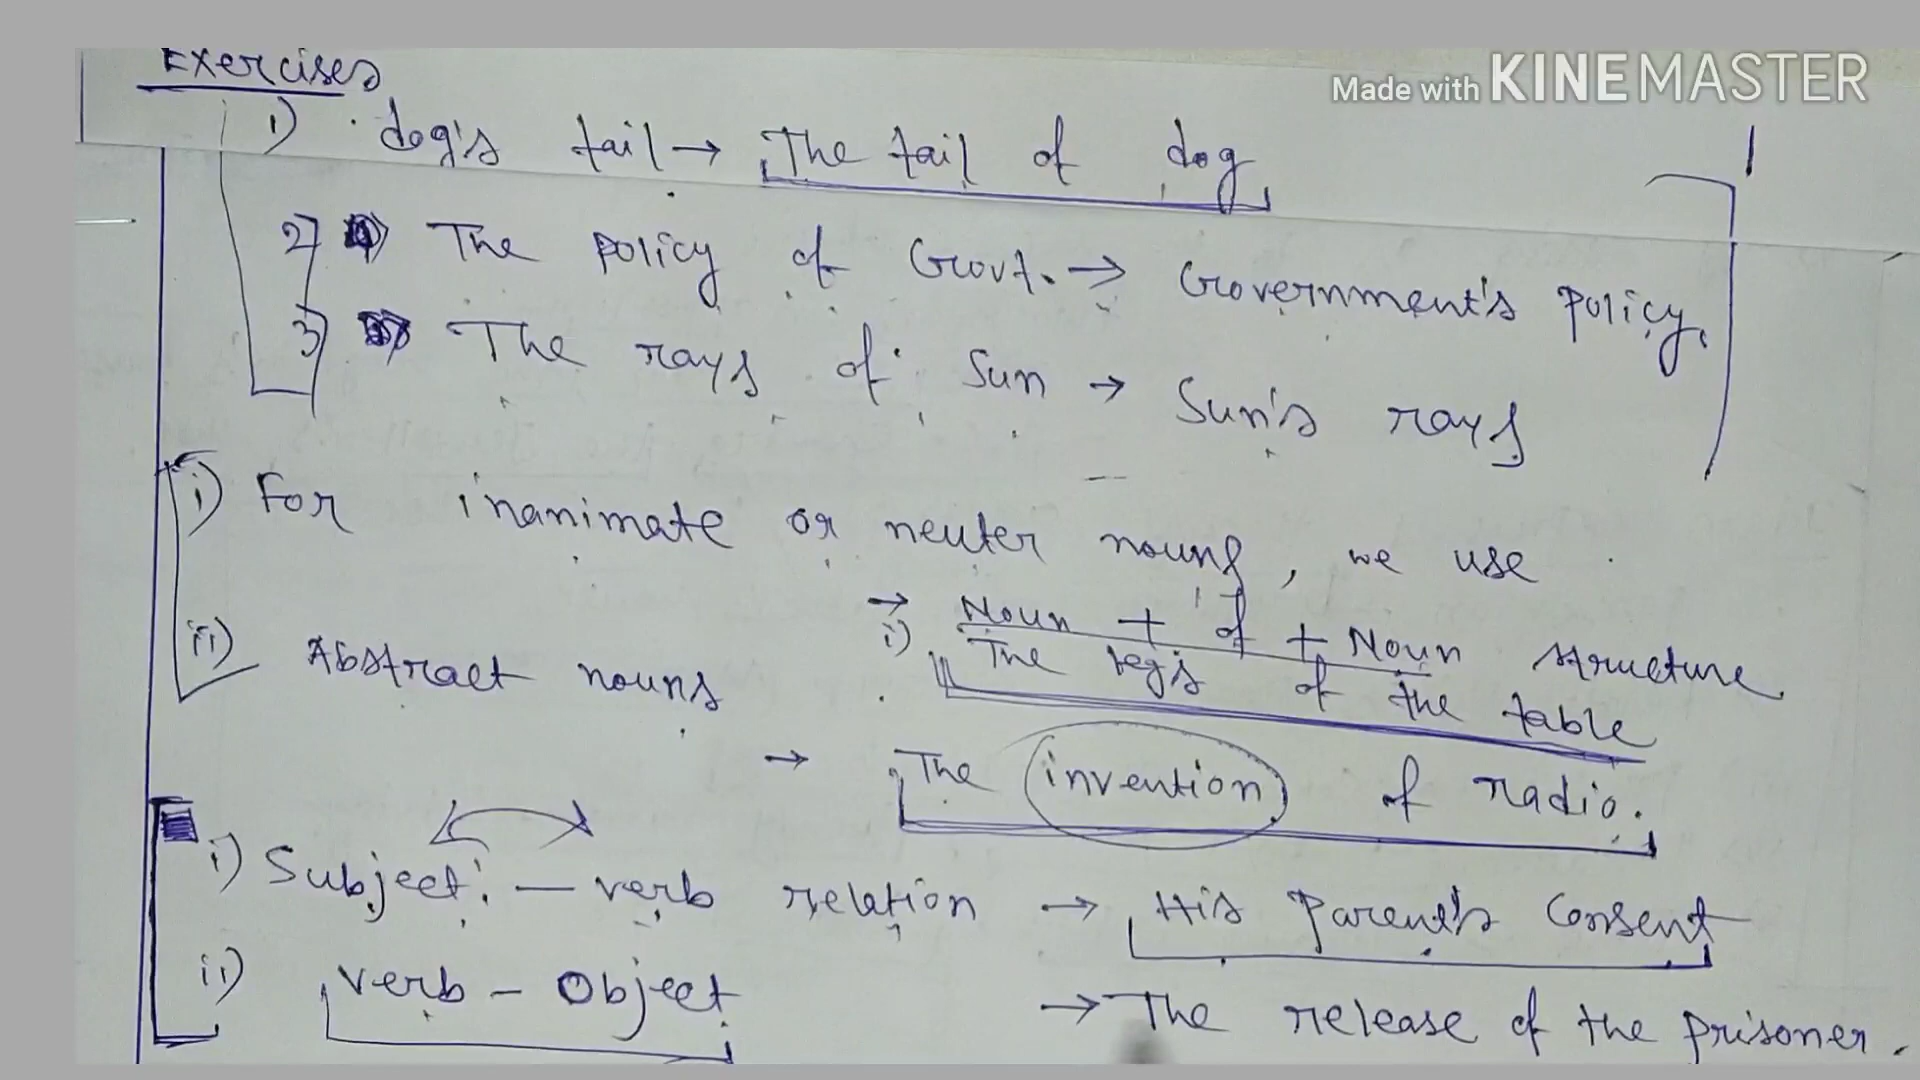 Made with KINEMASTER
Exercises
1) dog's tail → The tail of dog
2) The policy of Govt. → Government's policy.
3) The rays of Sun → Sun's rays
i) For inanimate or neuter nouns, we use
→ Noun + of + Noun structure
i) The legs of the table
ii) Abstract nouns
→ The invention of radio.
i) Subject – verb relation → His parent's consent
ii) verb – Object → The release of the prisoner.